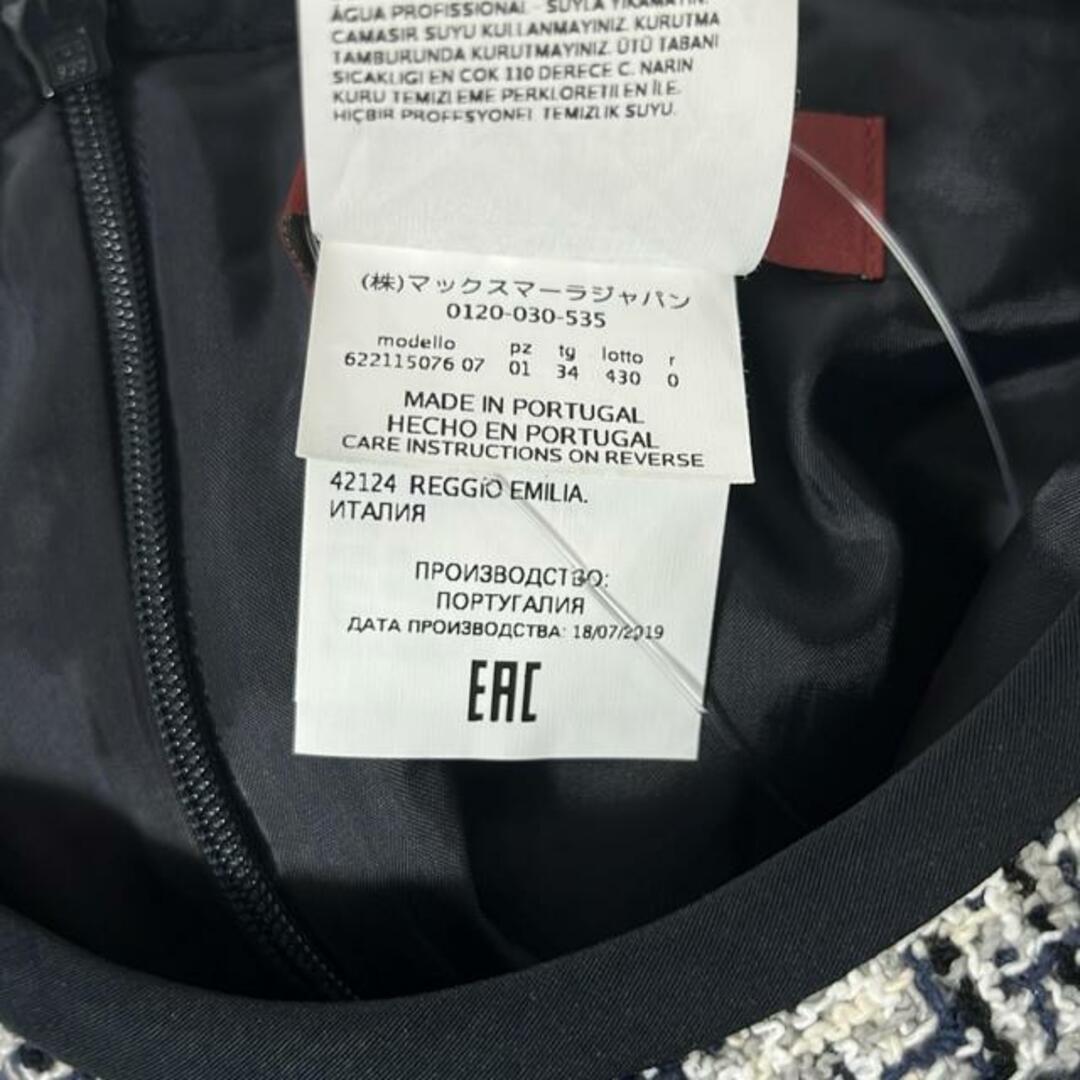 ÁGUA PROFISSIONAL - SUYLA YIKAMAYIN.
CAMASIR SUYU KULLANMAYINIZ. KURUTMA
TAMBURUNDA KURUTMAYINIZ. ÜTÜ TABANI
SICAKLIGI EN COK 110 DERECE C. NARIN
KURU TEMIZLEME PERKLORETILEN ILE.
HIÇBIR PROFESYONEL TEMIZLIK SUYU.
(株)マックスマーラジャパン
0120-030-535
modello pz tg lotto r
622115076 07 01 34 430 0
MADE IN PORTUGAL
HECHO EN PORTUGAL
CARE INSTRUCTIONS ON REVERSE
42124 REGGIO EMILIA.
ИТАЛИЯ
ПРОИЗВОДСТВО:
ПОРТУГАЛИЯ
ДАТА ПРОИЗВОДСТВА: 18/07/2019
EAC